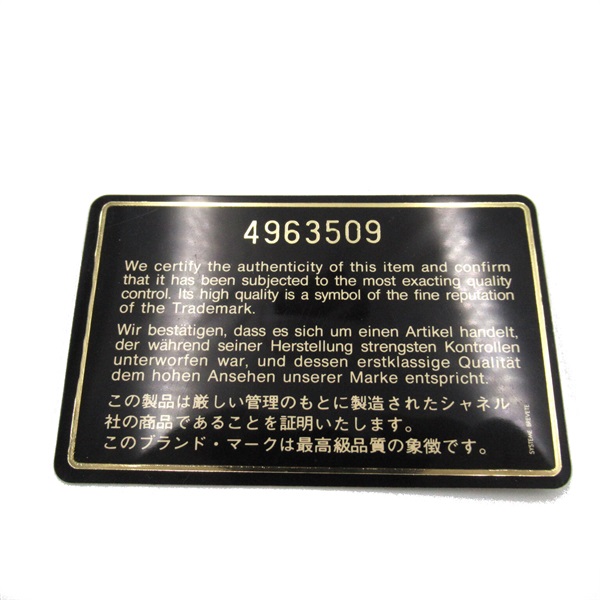 4963509
We certify the authenticity of this item and confirm
that it has been subjected to the most exacting quality
control. Its high quality is a symbol of the fine reputation
of the Trademark.
Wir bestätigen, dass es sich um einen Artikel handelt,
der während seiner Herstellung strengsten Kontrollen
unterworfen war, und dessen erstklassige Qualität
dem hohen Ansehen unserer Marke entspricht.
この製品は厳しい管理のもとに製造されたシャネル
社の商品であることを証明いたします。
このブランド・マークは最高級品質の象徴です。
SYSTEME BREVETE